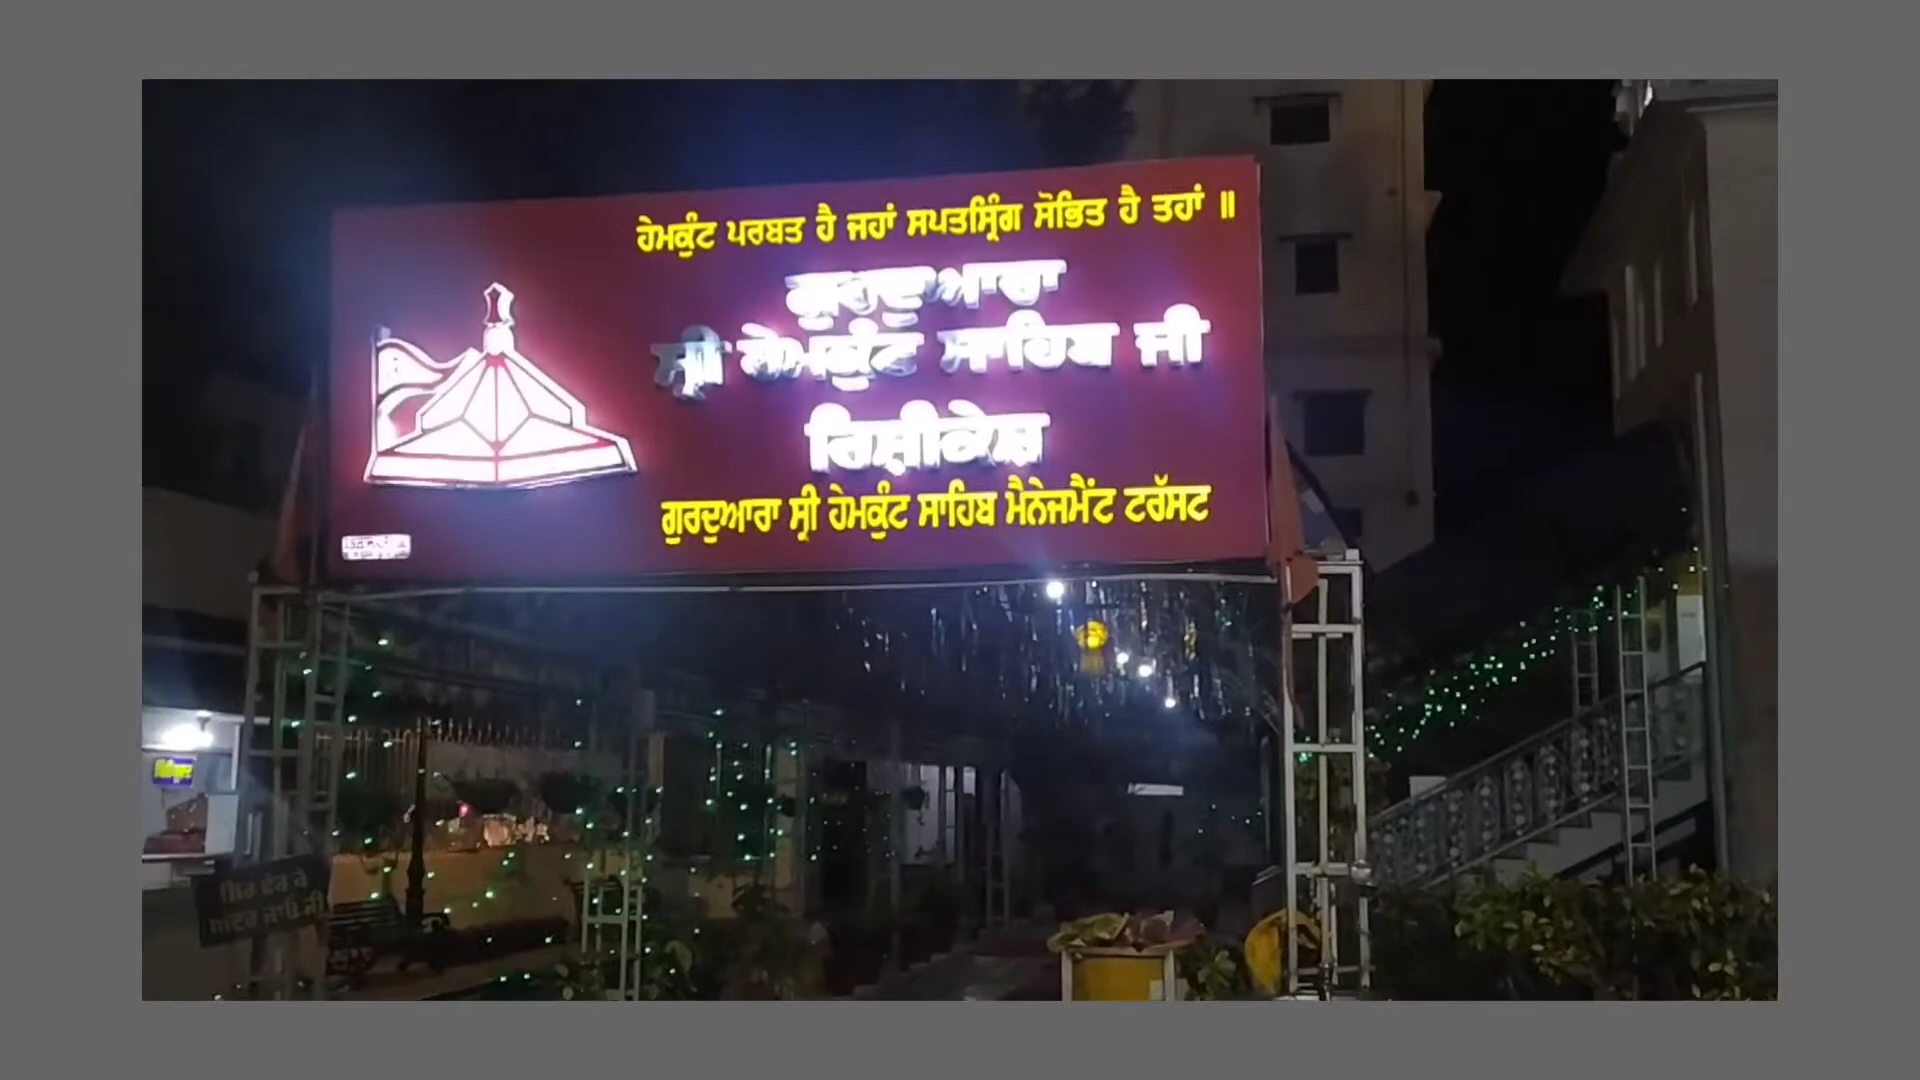 ਹੇਮਕੁੰਟ ਪਰਬਤ ਹੈ ਜਹਾਂ ਸਪਤਸ੍ਰਿੰਗ ਸੋਭਿਤ ਹੈ ਤਹਾਂ ॥
ਗੁਰਦੁਆਰਾ
ਸ੍ਰੀ ਹੇਮਕੁੰਟ ਸਾਹਿਬ ਜੀ
ਰਿਸ਼ੀਕੇਸ਼
ਗੁਰਦੁਆਰਾ ਸ੍ਰੀ ਹੇਮਕੁੰਟ ਸਾਹਿਬ ਮੈਨੇਜਮੈਂਟ ਟਰੱਸਟ